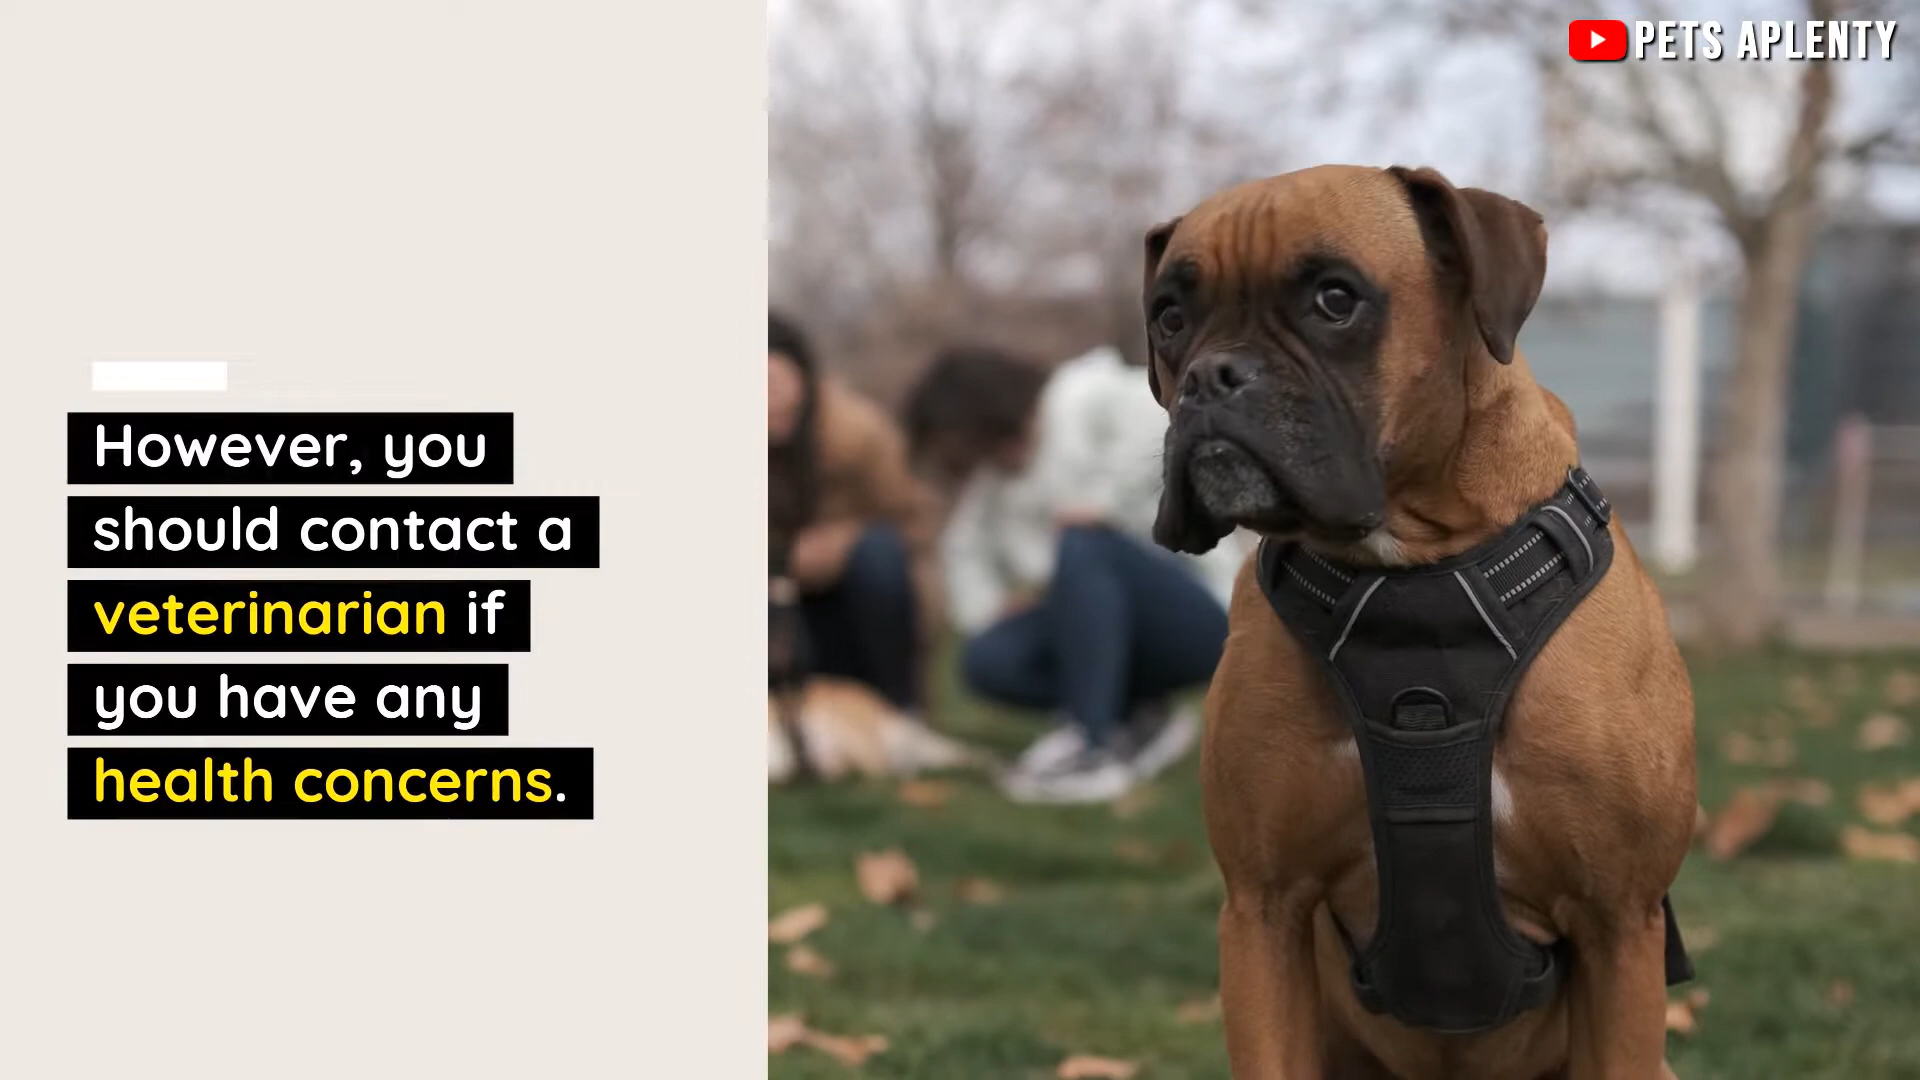 PETS APLENTY
However, you
should contact a
veterinarian if
you have any
health concerns.